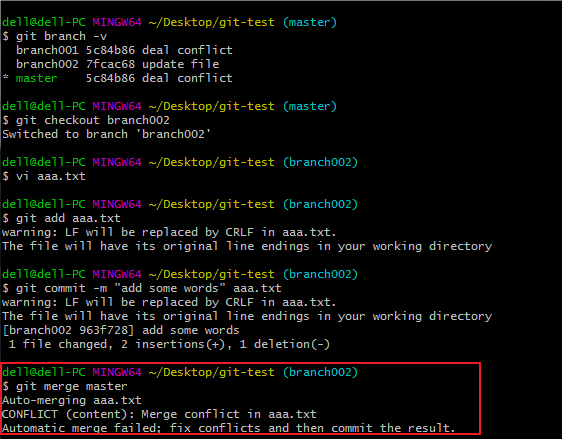 dell@dell-PC MINGW64 ~/Desktop/git-test (master)
$ git branch -v
  branch001 5c84b86 deal conflict
  branch002 7fcac68 update file
* master    5c84b86 deal conflict
dell@dell-PC MINGW64 ~/Desktop/git-test (master)
$ git checkout branch002
Switched to branch 'branch002'
dell@dell-PC MINGW64 ~/Desktop/git-test (branch002)
$ vi aaa.txt
dell@dell-PC MINGW64 ~/Desktop/git-test (branch002)
$ git add aaa.txt
warning: LF will be replaced by CRLF in aaa.txt.
The file will have its original line endings in your working directory
dell@dell-PC MINGW64 ~/Desktop/git-test (branch002)
$ git commit -m "add some words" aaa.txt
warning: LF will be replaced by CRLF in aaa.txt.
The file will have its original line endings in your working directory
[branch002 963f728] add some words
 1 file changed, 2 insertions(+), 1 deletion(-)
dell@dell-PC MINGW64 ~/Desktop/git-test (branch002)
$ git merge master
Auto-merging aaa.txt
CONFLICT (content): Merge conflict in aaa.txt
Automatic merge failed; fix conflicts and then commit the result.